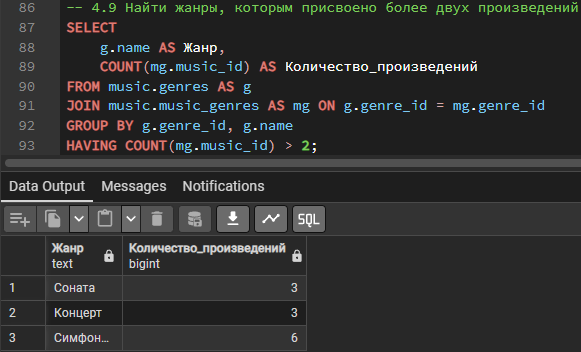 86 -- 4.9 Найти жанры, которым присвоено более двух произведений
87 SELECT
88 g.name AS Жанр,
89 COUNT(mg.music_id) AS Количество_произведений
90 FROM music.genres AS g
91 JOIN music.music_genres AS mg ON g.genre_id = mg.genre_id
92 GROUP BY g.genre_id, g.name
93 HAVING COUNT(mg.music_id) > 2;
Data Output Messages Notifications
SQL
Жанр Количество_произведений
text bigint
1 Соната 3
2 Концерт 3
3 Симфон... 6